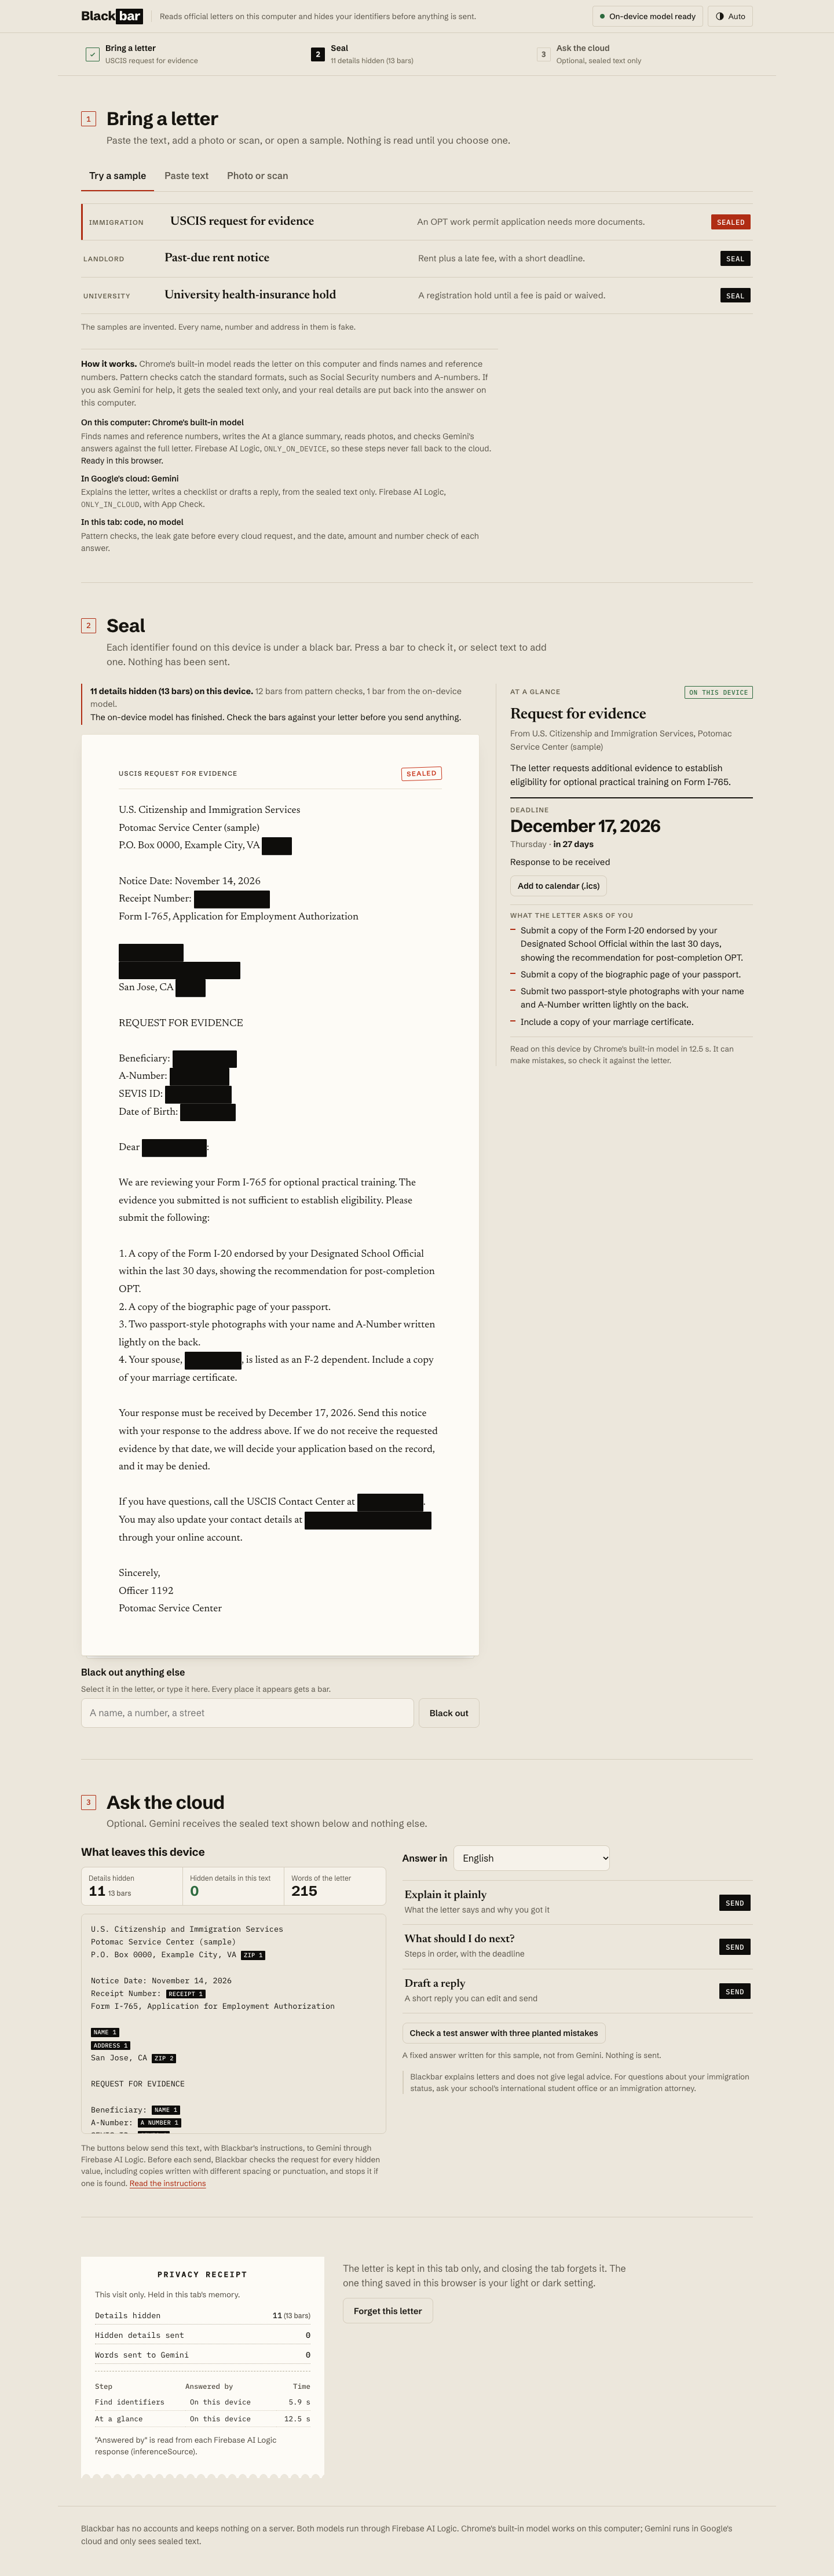 Blackbar
Reads official letters on this computer and hides your identifiers before anything is sent.
On-device model ready
Auto
Bring a letter
USCIS request for evidence
2
Seal
11 details hidden (13 bars)
3
Ask the cloud
Optional, sealed text only
1
Bring a letter
Paste the text, add a photo or scan, or open a sample. Nothing is read until you choose one.
Try a sample
Paste text
Photo or scan
IMMIGRATION
USCIS request for evidence
An OPT work permit application needs more documents.
SEALED
LANDLORD
Past-due rent notice
Rent plus a late fee, with a short deadline.
SEAL
UNIVERSITY
University health-insurance hold
A registration hold until a fee is paid or waived.
SEAL
The samples are invented. Every name, number and address in them is fake.
How it works. Chrome's built-in model reads the letter on this computer and finds names and reference
numbers. Pattern checks catch the standard formats, such as Social Security numbers and A-numbers. If
you ask Gemini for help, it gets the sealed text only, and your real details are put back into the answer on
this computer.
On this computer: Chrome's built-in model
Finds names and reference numbers, writes the At a glance summary, reads photos, and checks Gemini's
answers against the full letter. Firebase AI Logic, ONLY_ON_DEVICE, so these steps never fall back to the cloud.
Ready in this browser.
In Google's cloud: Gemini
Explains the letter, writes a checklist or drafts a reply, from the sealed text only. Firebase AI Logic,
ONLY_IN_CLOUD, with App Check.
In this tab: code, no model
Pattern checks, the leak gate before every cloud request, and the date, amount and number check of each
answer.
2
Seal
Each identifier found on this device is under a black bar. Press a bar to check it, or select text to add
one. Nothing has been sent.
11 details hidden (13 bars) on this device. 12 bars from pattern checks, 1 bar from the on-device
model.
The on-device model has finished. Check the bars against your letter before you send anything.
USCIS REQUEST FOR EVIDENCE
SEALED
U.S. Citizenship and Immigration Services
Potomac Service Center (sample)
P.O. Box 0000, Example City, VA
Notice Date: November 14, 2026
Receipt Number:
Form I-765, Application for Employment Authorization
San Jose, CA
REQUEST FOR EVIDENCE
Beneficiary:
A-Number:
SEVIS ID:
Date of Birth:
Dear :
We are reviewing your Form I-765 for optional practical training. The
evidence you submitted is not sufficient to establish eligibility. Please
submit the following:
1. A copy of the Form I-20 endorsed by your Designated School Official
within the last 30 days, showing the recommendation for post-completion
OPT.
2. A copy of the biographic page of your passport.
3. Two passport-style photographs with your name and A-Number written
lightly on the back.
4. Your spouse, , is listed as an F-2 dependent. Include a copy
of your marriage certificate.
Your response must be received by December 17, 2026. Send this notice
with your response to the address above. If we do not receive the requested
evidence by that date, we will decide your application based on the record,
and it may be denied.
If you have questions, call the USCIS Contact Center at .
You may also update your contact details at
through your online account.
Sincerely,
Officer 1192
Potomac Service Center
AT A GLANCE
ON THIS DEVICE
Request for evidence
From U.S. Citizenship and Immigration Services, Potomac
Service Center (sample)
The letter requests additional evidence to establish
eligibility for optional practical training on Form I-765.
DEADLINE
December 17, 2026
Thursday · in 27 days
Response to be received
Add to calendar (.ics)
WHAT THE LETTER ASKS OF YOU
Submit a copy of the Form I-20 endorsed by your
Designated School Official within the last 30 days,
showing the recommendation for post-completion OPT.
Submit a copy of the biographic page of your passport.
Submit two passport-style photographs with your name
and A-Number written lightly on the back.
Include a copy of your marriage certificate.
Read on this device by Chrome's built-in model in 12.5 s. It can
make mistakes, so check it against the letter.
Black out anything else
Select it in the letter, or type it here. Every place it appears gets a bar.
A name, a number, a street
Black out
3
Ask the cloud
Optional. Gemini receives the sealed text shown below and nothing else.
What leaves this device
Details hidden
11 13 bars
Hidden details in this text
0
Words of the letter
215
U.S. Citizenship and Immigration Services
Potomac Service Center (sample)
P.O. Box 0000, Example City, VA ZIP 1
Notice Date: November 14, 2026
Receipt Number: RECEIPT 1
Form I-765, Application for Employment Authorization
NAME 1
ADDRESS 1
San Jose, CA ZIP 2
REQUEST FOR EVIDENCE
Beneficiary: NAME 1
A-Number: A NUMBER 1
The buttons below send this text, with Blackbar's instructions, to Gemini through
Firebase AI Logic. Before each send, Blackbar checks the request for every hidden
value, including copies written with different spacing or punctuation, and stops it if
one is found. Read the instructions
Answer in
English
Explain it plainly
What the letter says and why you got it
SEND
What should I do next?
Steps in order, with the deadline
SEND
Draft a reply
A short reply you can edit and send
SEND
Check a test answer with three planted mistakes
A fixed answer written for this sample, not from Gemini. Nothing is sent.
Blackbar explains letters and does not give legal advice. For questions about your immigration
status, ask your school's international student office or an immigration attorney.
PRIVACY RECEIPT
This visit only. Held in this tab's memory.
Details hidden 11 (13 bars)
Hidden details sent 0
Words sent to Gemini 0
Step Answered by Time
Find identifiers On this device 5.9 s
At a glance On this device 12.5 s
"Answered by" is read from each Firebase AI Logic
response (inferenceSource).
The letter is kept in this tab only, and closing the tab forgets it. The
one thing saved in this browser is your light or dark setting.
Forget this letter
Blackbar has no accounts and keeps nothing on a server. Both models run through Firebase AI Logic. Chrome's built-in model works on this computer; Gemini runs in Google's
cloud and only sees sealed text.